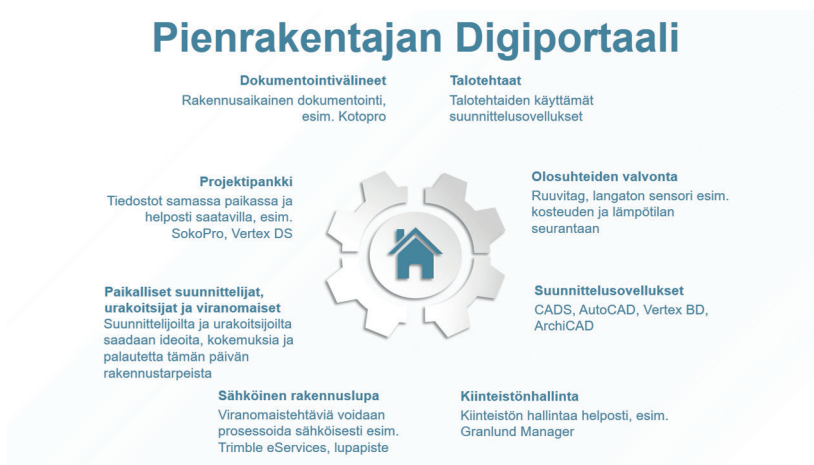 Pienrakentajan Digiportaali
Dokumentointivälineet
Rakennusaikainen dokumentointi,
esim. Kotopro
Talotehtaat
Talotehtaiden käyttämät
suunnittelusovellukset
Projektipankki
Tiedostot samassa paikassa ja
helposti saatavilla, esim.
SokoPro, Vertex DS
Olosuhteiden valvonta
Ruuvitag, langaton sensori esim.
kosteuden ja lämpötilan
seurantaan
Paikalliset suunnittelijat,
urakoitsijat ja viranomaiset
Suunnittelijoilta ja urakoitsijoilta
saadaan ideoita, kokemuksia ja
palautetta tämän päivän
rakennustarpeista
Suunnittelusovellukset
CADS, AutoCAD, Vertex BD,
ArchiCAD
Sähköinen rakennuslupa
Viranomaistehtäviä voidaan
prosessoida sähköisesti esim.
Trimble eServices, lupapiste
Kiinteistönhallinta
Kiinteistön hallintaa helposti, esim.
Granlund Manager